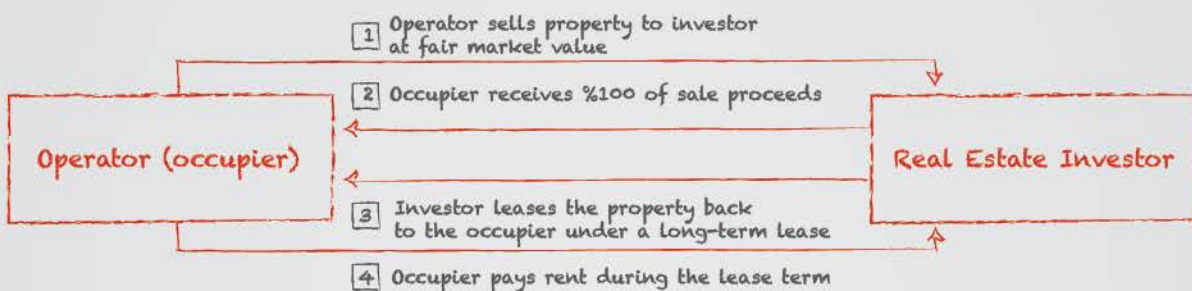 1 Operator sells property to investor
at fair market value
2 Occupier receives %100 of sale proceeds
Operator (occupier)
Real Estate Investor
3 Investor leases the property back
to the occupier under a long-term lease
4 Occupier pays rent during the lease term